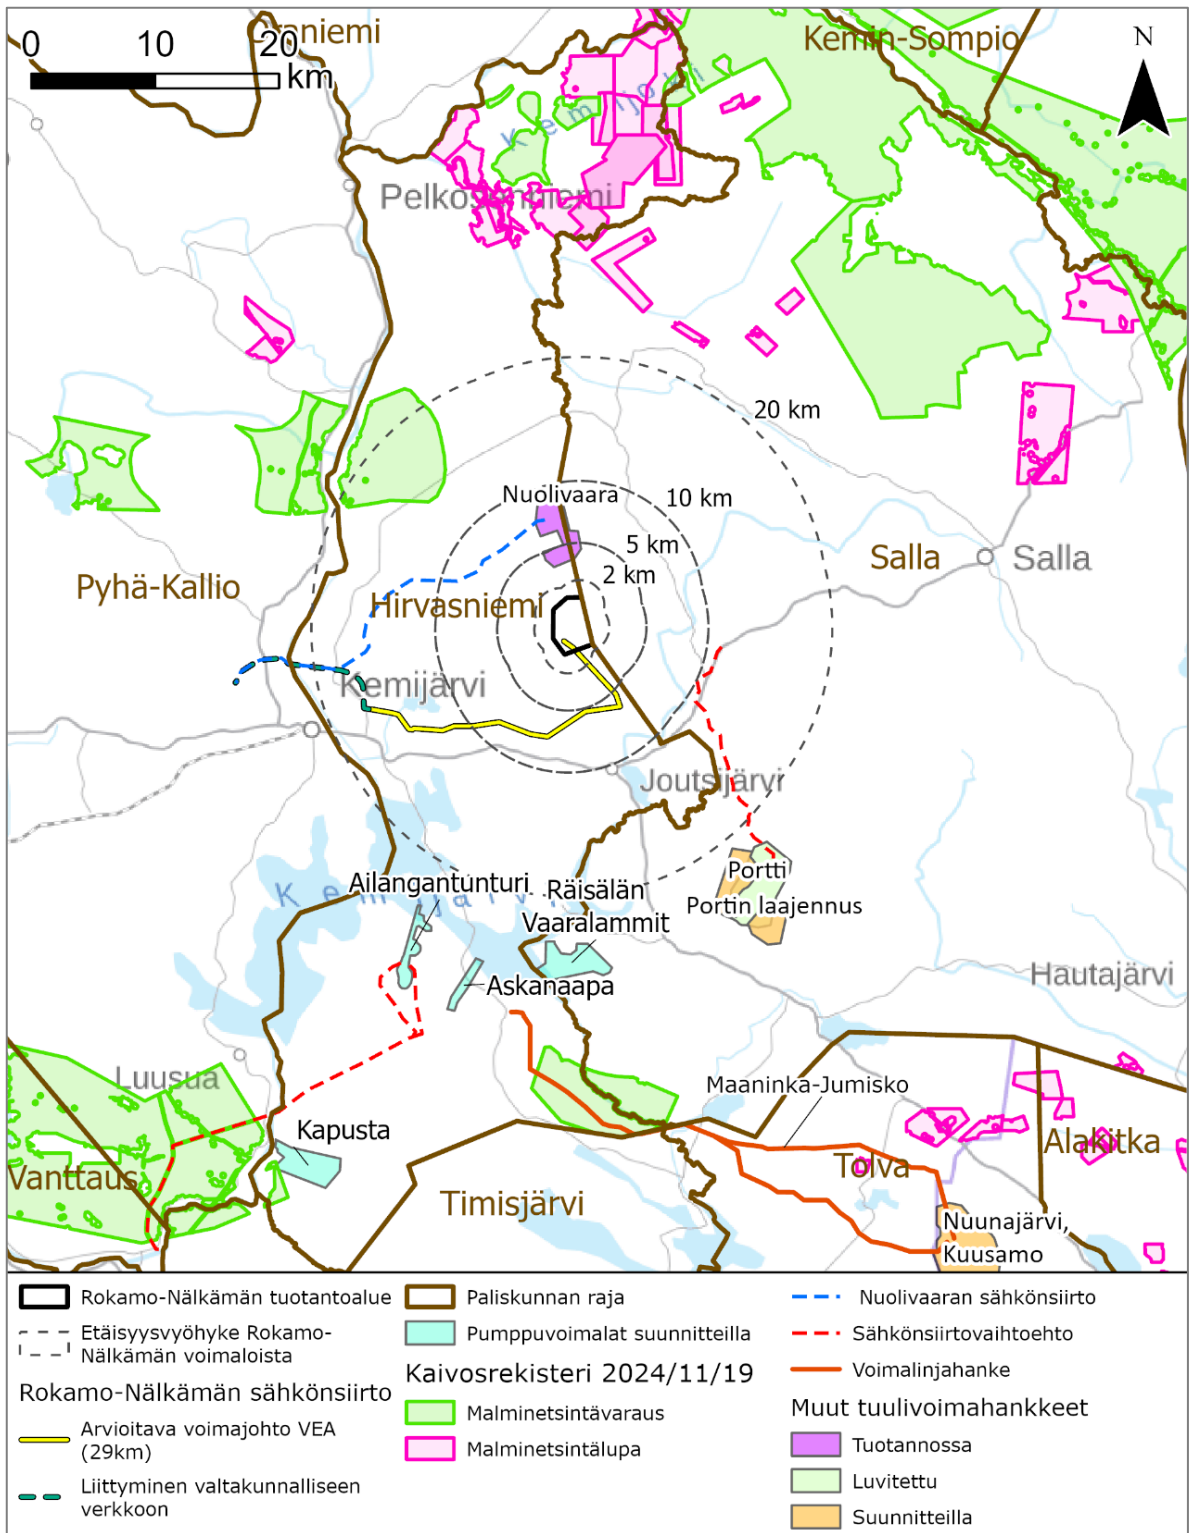 0 10 20
km
N
Oraniemi
Kemin-Sompio
Kemijoki
Pelkosenniemi
20 km
Nuolivaara
10 km
5 km
2 km
Salla
Salla
Pyhä-Kallio
Hirvasniemi
Kemijärvi
Joutsijärvi
Portti
Portin laajennus
Kemijärvi
Ailangantunturi
Räisälän
Vaaralammit
Askanaapa
Hautajärvi
Luusua
Maaninka-Jumisko
Kapusta
Alakitka
Vanttaus
Tolva
Timisjärvi
Nuunajärvi,
Kuusamo
Rokamo-Nälkämän tuotantoalue
Etäisyysvyöhyke Rokamo-
Nälkämän voimaloista
Rokamo-Nälkämän sähkönsiirto
Arvioitava voimajohto VEA
(29km)
Liittyminen valtakunnalliseen
verkkoon
Paliskunnan raja
Pumppuvoimalat suunnitteilla
Kaivosrekisteri 2024/11/19
Malminetsintävaraus
Malminetsintälupa
Nuolivaaran sähkönsiirto
Sähkönsiirtovaihtoehto
Voimalinjahanke
Muut tuulivoimahankkeet
Tuotannossa
Luvitettu
Suunnitteilla